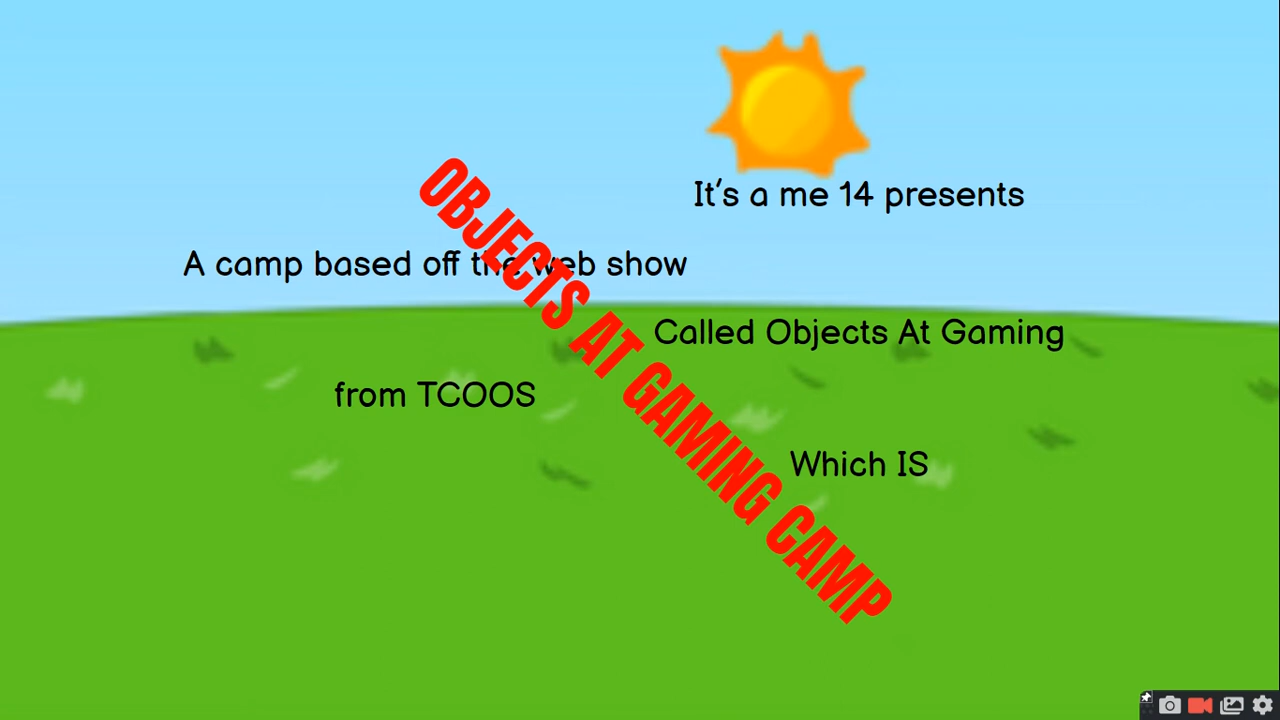 It's a me 14 presents
A camp based off the web show
Called Objects At Gaming
from TCOOS
Which IS
OBJECTS AT GAMING CAMP